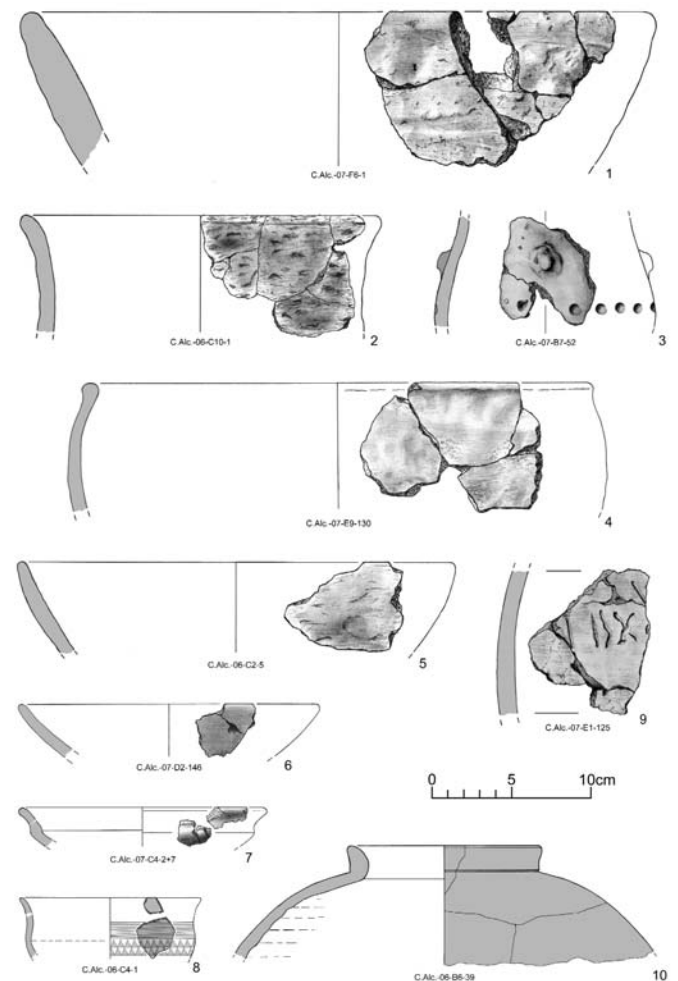 C.Alc.-07-F6-1
1
C.Alc.-06-C10-1
2
C.Alc.-07-B7-52
3
C.Alc.-07-E9-130
4
C.Alc.-06-C2-5
5
C.Alc.-07-E1-125
9
C.Alc.-07-D2-146
6
0 5 10cm
C.Alc.-07-C4-2+7
7
C.Alc.-06-C4-1
8
C.Alc.-06-B6-39
10